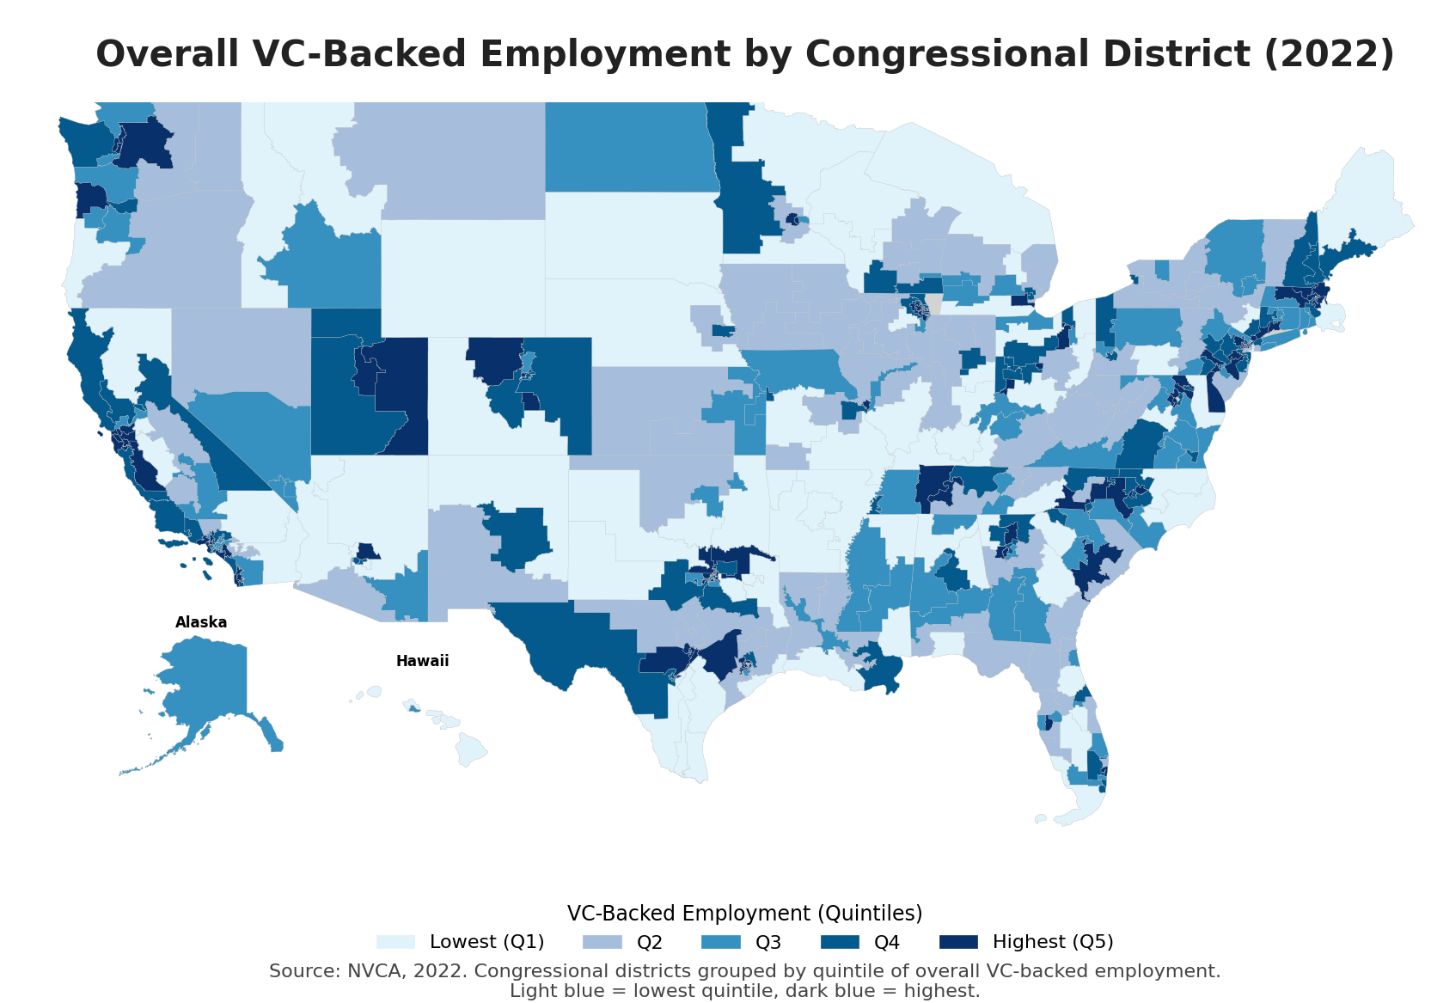 Overall VC-Backed Employment by Congressional District (2022)
Alaska
Hawaii
VC-Backed Employment (Quintiles)
Lowest (Q1)
Q2
Q3
Q4
Highest (Q5)
Source: NVCA, 2022. Congressional districts grouped by quintile of overall VC-backed employment.
Light blue = lowest quintile, dark blue = highest.